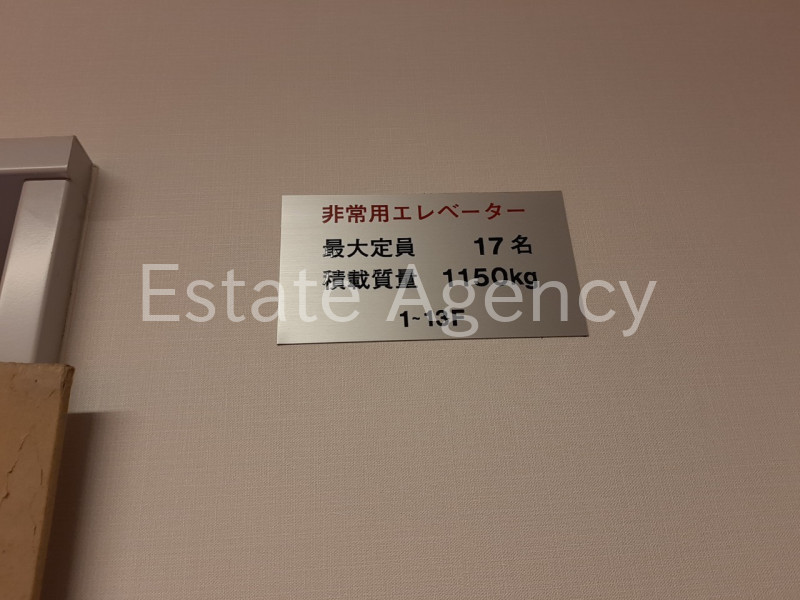 非常用エレベーター
最大定員 17名
積載質量 1150kg
1~13F
Estate Agency